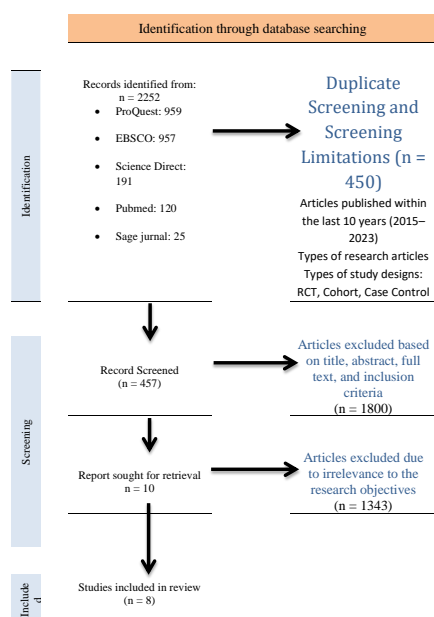 Identification through database searching
Identification
Records identified from:
n = 2252
• ProQuest: 959
• EBSCO: 957
• Science Direct:
191
• Pubmed: 120
• Sage jurnal: 25
Duplicate
Screening and
Screening
Limitations (n =
450)
Articles published within
the last 10 years (2015–
2023)
Types of research articles
Types of study designs:
RCT, Cohort, Case Control
Screening
Record Screened
(n = 457)
Articles excluded based
on title, abstract, full
text, and inclusion
criteria
(n = 1800)
Report sought for retrieval
n = 10
Articles excluded due
to irrelevance to the
research objectives
(n = 1343)
Include
d
Studies included in review
(n = 8)